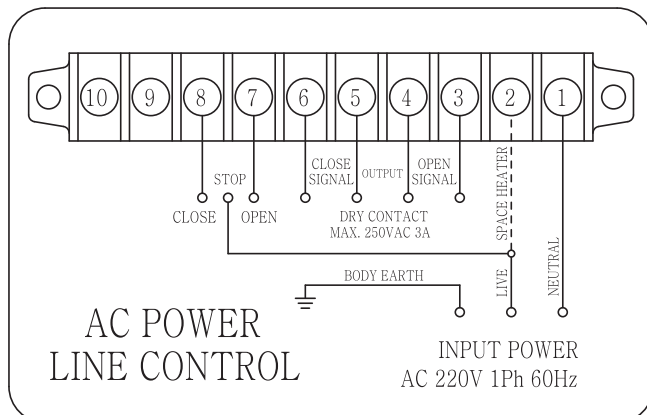 10 9 8 7 6 5 4 3 2 1
CLOSE
STOP
OPEN
CLOSE
SIGNAL
OUTPUT
OPEN
SIGNAL
DRY CONTACT
MAX. 250VAC 3A
SPACE HEATER
LIVE
NEUTRAL
BODY EARTH
AC POWER
LINE CONTROL
INPUT POWER
AC 220V 1Ph 60Hz